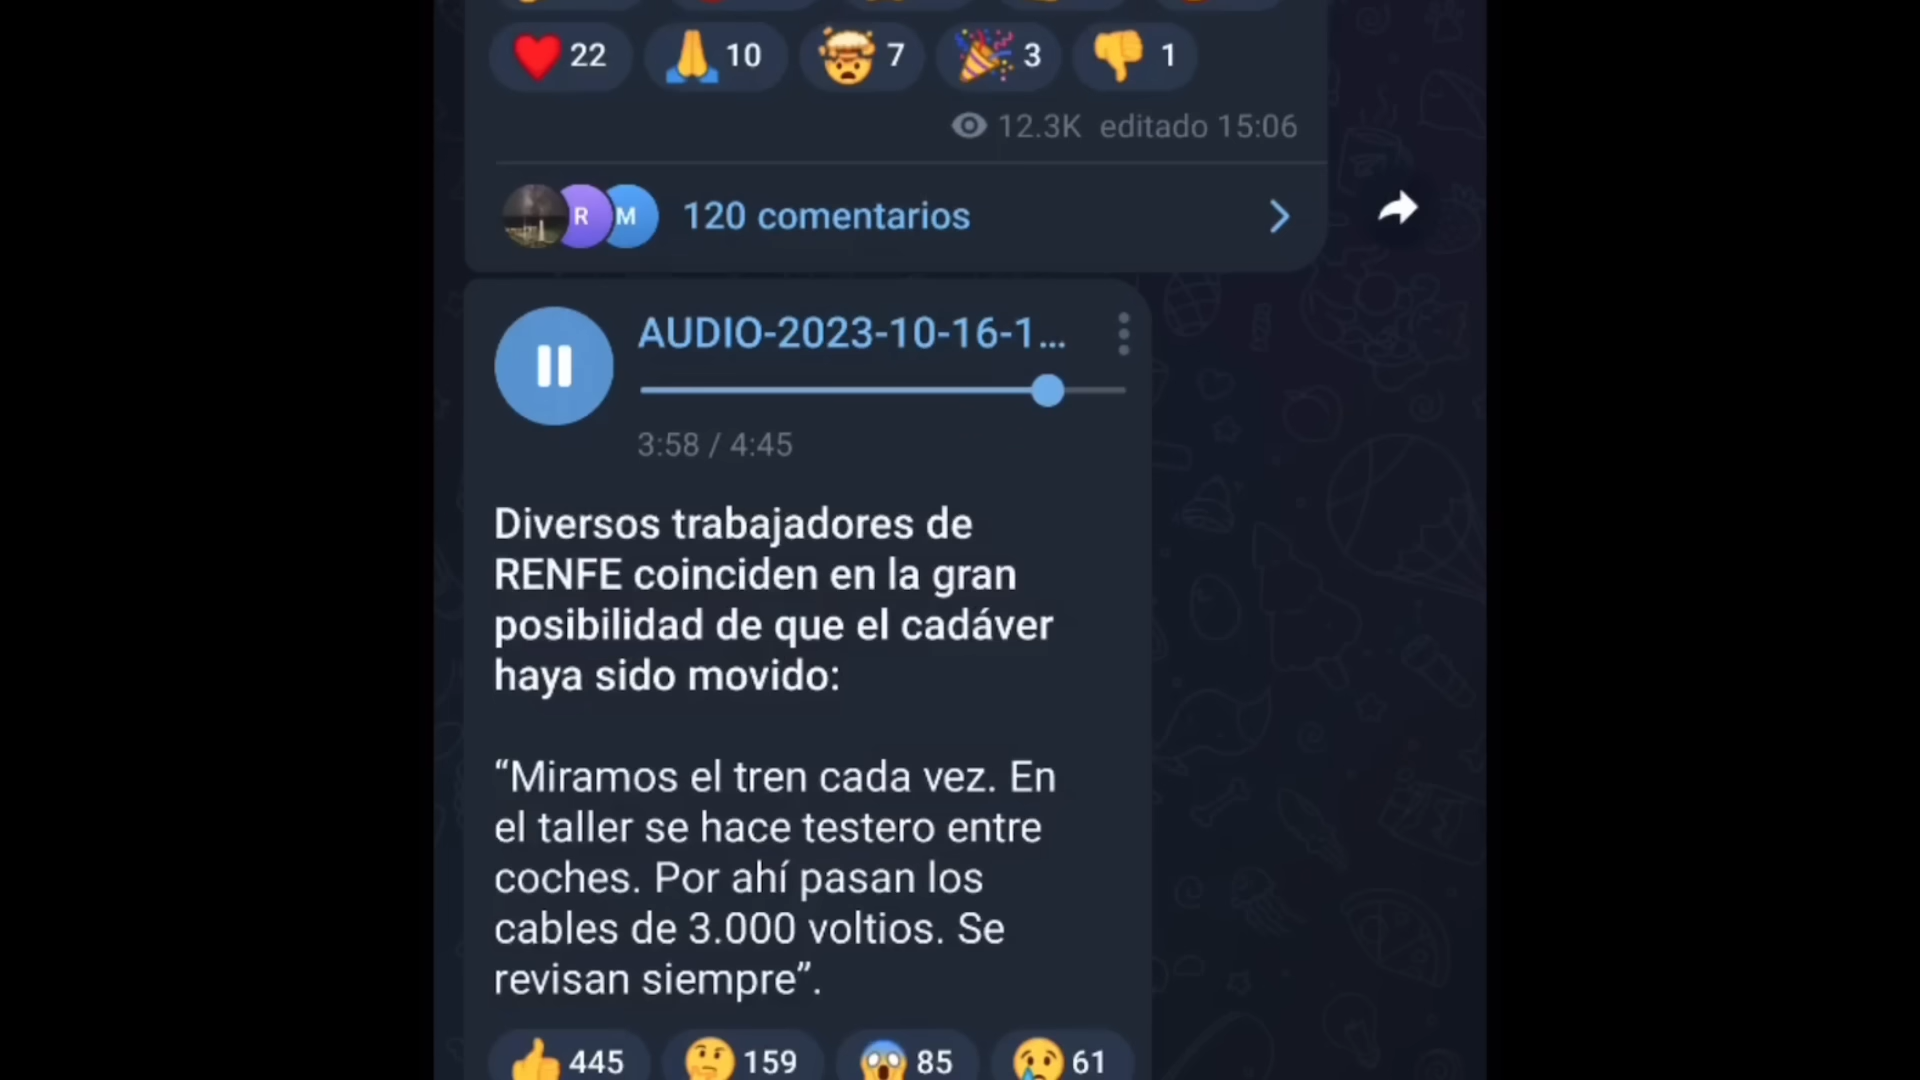 22 10 7 3 1
12.3K editado 15:06
R M 120 comentarios
AUDIO-2023-10-16-1...
3:58 / 4:45
Diversos trabajadores de
RENFE coinciden en la gran
posibilidad de que el cadáver
haya sido movido:
“Miramos el tren cada vez. En
el taller se hace testero entre
coches. Por ahí pasan los
cables de 3.000 voltios. Se
revisan siempre”.
445 159 85 61